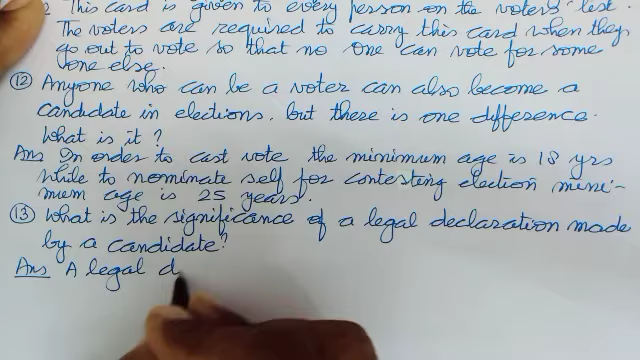 This card is given to every person on the voters' list.
The voters are required to carry this card when they
go out to vote so that no one can vote for some
one else.
(12) Anyone who can be a voter can also become a
candidate in elections. but there is one difference.
What is it?
Ans In order to cast vote the minimum age is 18 yrs
while to nominate self for contesting election mini-
mum age is 25 years.
(13) What is the significance of a legal declaration made
by a candidate?
Ans A legal d